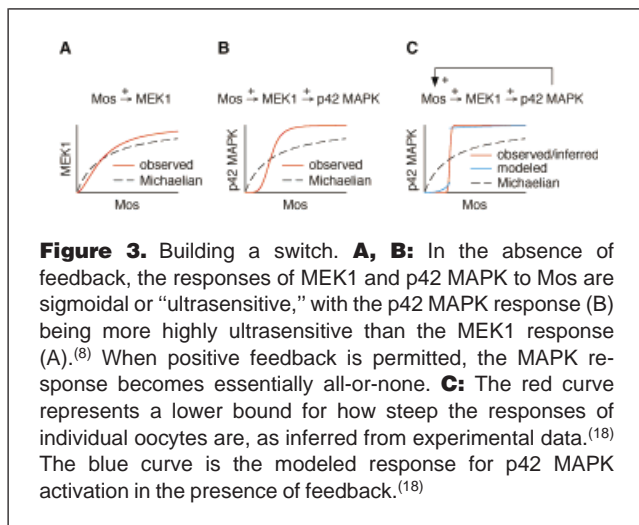 A
B
C
+
Mos → MEK1
+ +
Mos → MEK1 → p42 MAPK
+
+ +
Mos → MEK1 → p42 MAPK
MEK1
observed
Michaelian
Mos
p42 MAPK
observed
Michaelian
Mos
p42 MAPK
observed/inferred
modeled
Michaelian
Mos
Figure 3. Building a switch. A, B: In the absence of
feedback, the responses of MEK1 and p42 MAPK to Mos are
sigmoidal or “ultrasensitive,” with the p42 MAPK response (B)
being more highly ultrasensitive than the MEK1 response
(A).(8) When positive feedback is permitted, the MAPK re-
sponse becomes essentially all-or-none. C: The red curve
represents a lower bound for how steep the responses of
individual oocytes are, as inferred from experimental data.(18)
The blue curve is the modeled response for p42 MAPK
activation in the presence of feedback.(18)